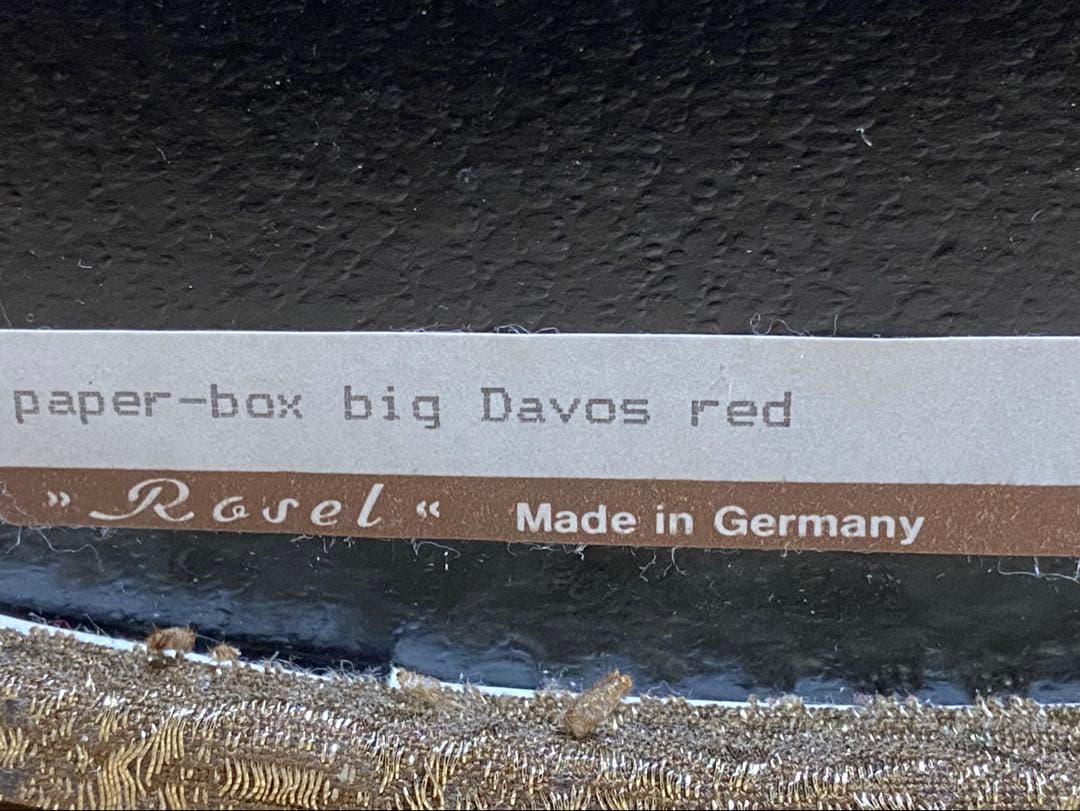 paper-box big Davos red
» Rosel « Made in Germany